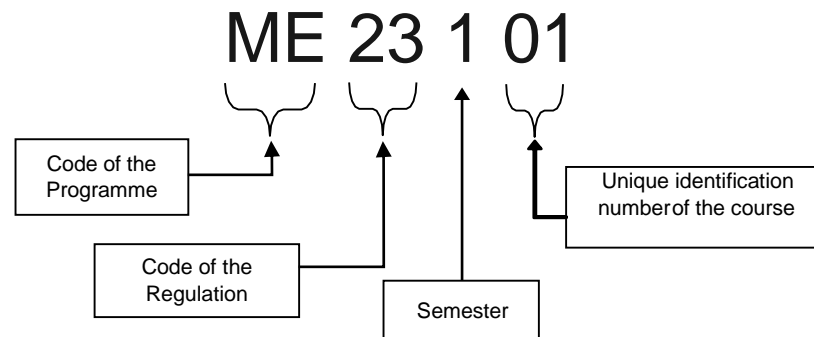 ME 23 1 01
Code of the
Programme
Unique identification
numberof the course
Code of the
Regulation
Semester